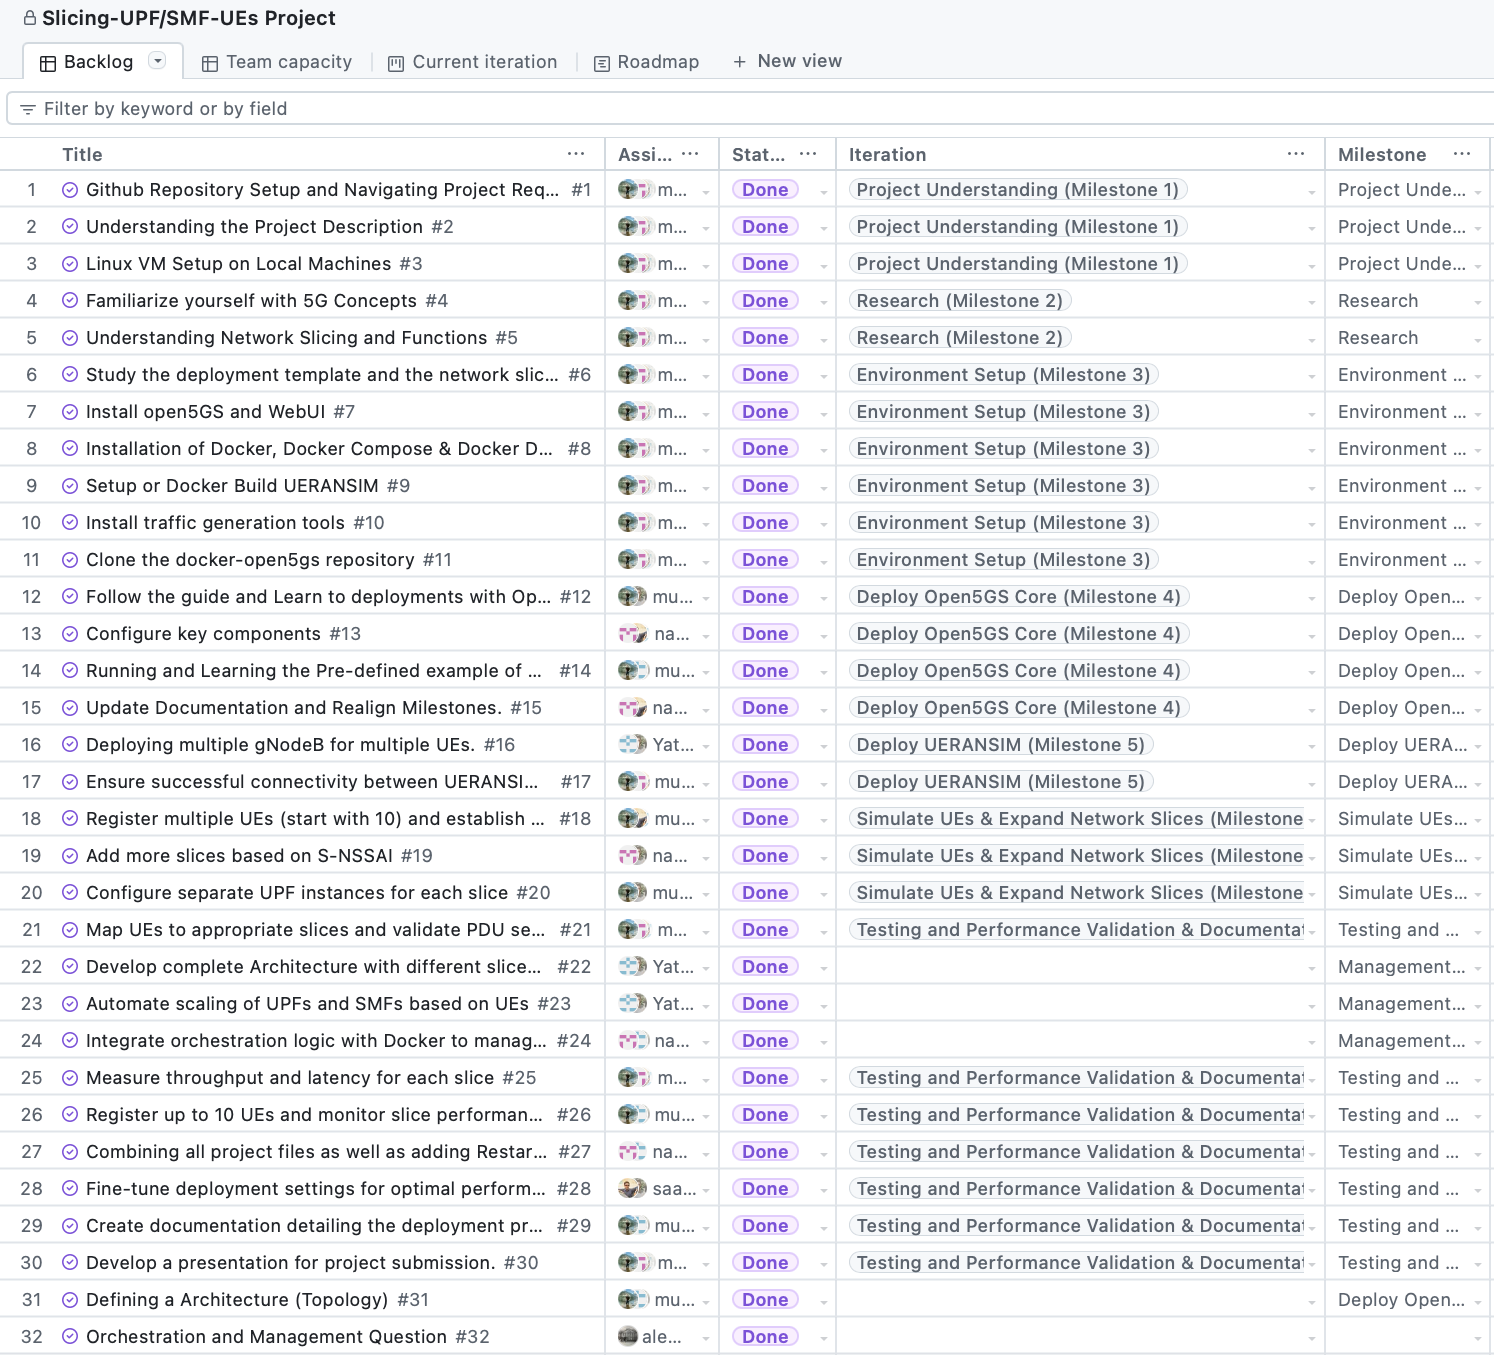 Slicing-UPF/SMF-UEs Project
Backlog Team capacity Current iteration Roadmap + New view
Filter by keyword or by field
Title ... Assi... ... Stat... ... Iteration ... Milestone ...
1 Github Repository Setup and Navigating Project Req... #1 m... Done Project Understanding (Milestone 1) Project Unde...
2 Understanding the Project Description #2 m... Done Project Understanding (Milestone 1) Project Unde...
3 Linux VM Setup on Local Machines #3 m... Done Project Understanding (Milestone 1) Project Unde...
4 Familiarize yourself with 5G Concepts #4 m... Done Research (Milestone 2) Research
5 Understanding Network Slicing and Functions #5 m... Done Research (Milestone 2) Research
6 Study the deployment template and the network slic... #6 m... Done Environment Setup (Milestone 3) Environment ...
7 Install open5GS and WebUI #7 m... Done Environment Setup (Milestone 3) Environment ...
8 Installation of Docker, Docker Compose & Docker D... #8 m... Done Environment Setup (Milestone 3) Environment ...
9 Setup or Docker Build UERANSIM #9 m... Done Environment Setup (Milestone 3) Environment ...
10 Install traffic generation tools #10 m... Done Environment Setup (Milestone 3) Environment ...
11 Clone the docker-open5gs repository #11 m... Done Environment Setup (Milestone 3) Environment ...
12 Follow the guide and Learn to deployments with Op... #12 mu... Done Deploy Open5GS Core (Milestone 4) Deploy Open...
13 Configure key components #13 na... Done Deploy Open5GS Core (Milestone 4) Deploy Open...
14 Running and Learning the Pre-defined example of ... #14 mu... Done Deploy Open5GS Core (Milestone 4) Deploy Open...
15 Update Documentation and Realign Milestones. #15 na... Done Deploy Open5GS Core (Milestone 4) Deploy Open...
16 Deploying multiple gNodeB for multiple UEs. #16 Yat... Done Deploy UERANSIM (Milestone 5) Deploy UERA...
17 Ensure successful connectivity between UERANSI... #17 mu... Done Deploy UERANSIM (Milestone 5) Deploy UERA...
18 Register multiple UEs (start with 10) and establish ... #18 mu... Done Simulate UEs & Expand Network Slices (Milestone Simulate UEs...
19 Add more slices based on S-NSSAI #19 na... Done Simulate UEs & Expand Network Slices (Milestone Simulate UEs...
20 Configure separate UPF instances for each slice #20 mu... Done Simulate UEs & Expand Network Slices (Milestone Simulate UEs...
21 Map UEs to appropriate slices and validate PDU se... #21 m... Done Testing and Performance Validation & Documentat Testing and ...
22 Develop complete Architecture with different slice... #22 Yat... Done Management...
23 Automate scaling of UPFs and SMFs based on UEs #23 Yat... Done Management...
24 Integrate orchestration logic with Docker to manag... #24 na... Done Management...
25 Measure throughput and latency for each slice #25 m... Done Testing and Performance Validation & Documentat Testing and ...
26 Register up to 10 UEs and monitor slice performan... #26 mu... Done Testing and Performance Validation & Documentat Testing and ...
27 Combining all project files as well as adding Restar... #27 na... Done Testing and Performance Validation & Documentat Testing and ...
28 Fine-tune deployment settings for optimal perform... #28 saa... Done Testing and Performance Validation & Documentat Testing and ...
29 Create documentation detailing the deployment pr... #29 mu... Done Testing and Performance Validation & Documentat Testing and ...
30 Develop a presentation for project submission. #30 m... Done Testing and Performance Validation & Documentat Testing and ...
31 Defining a Architecture (Topology) #31 mu... Done Deploy Open...
32 Orchestration and Management Question #32 ale... Done